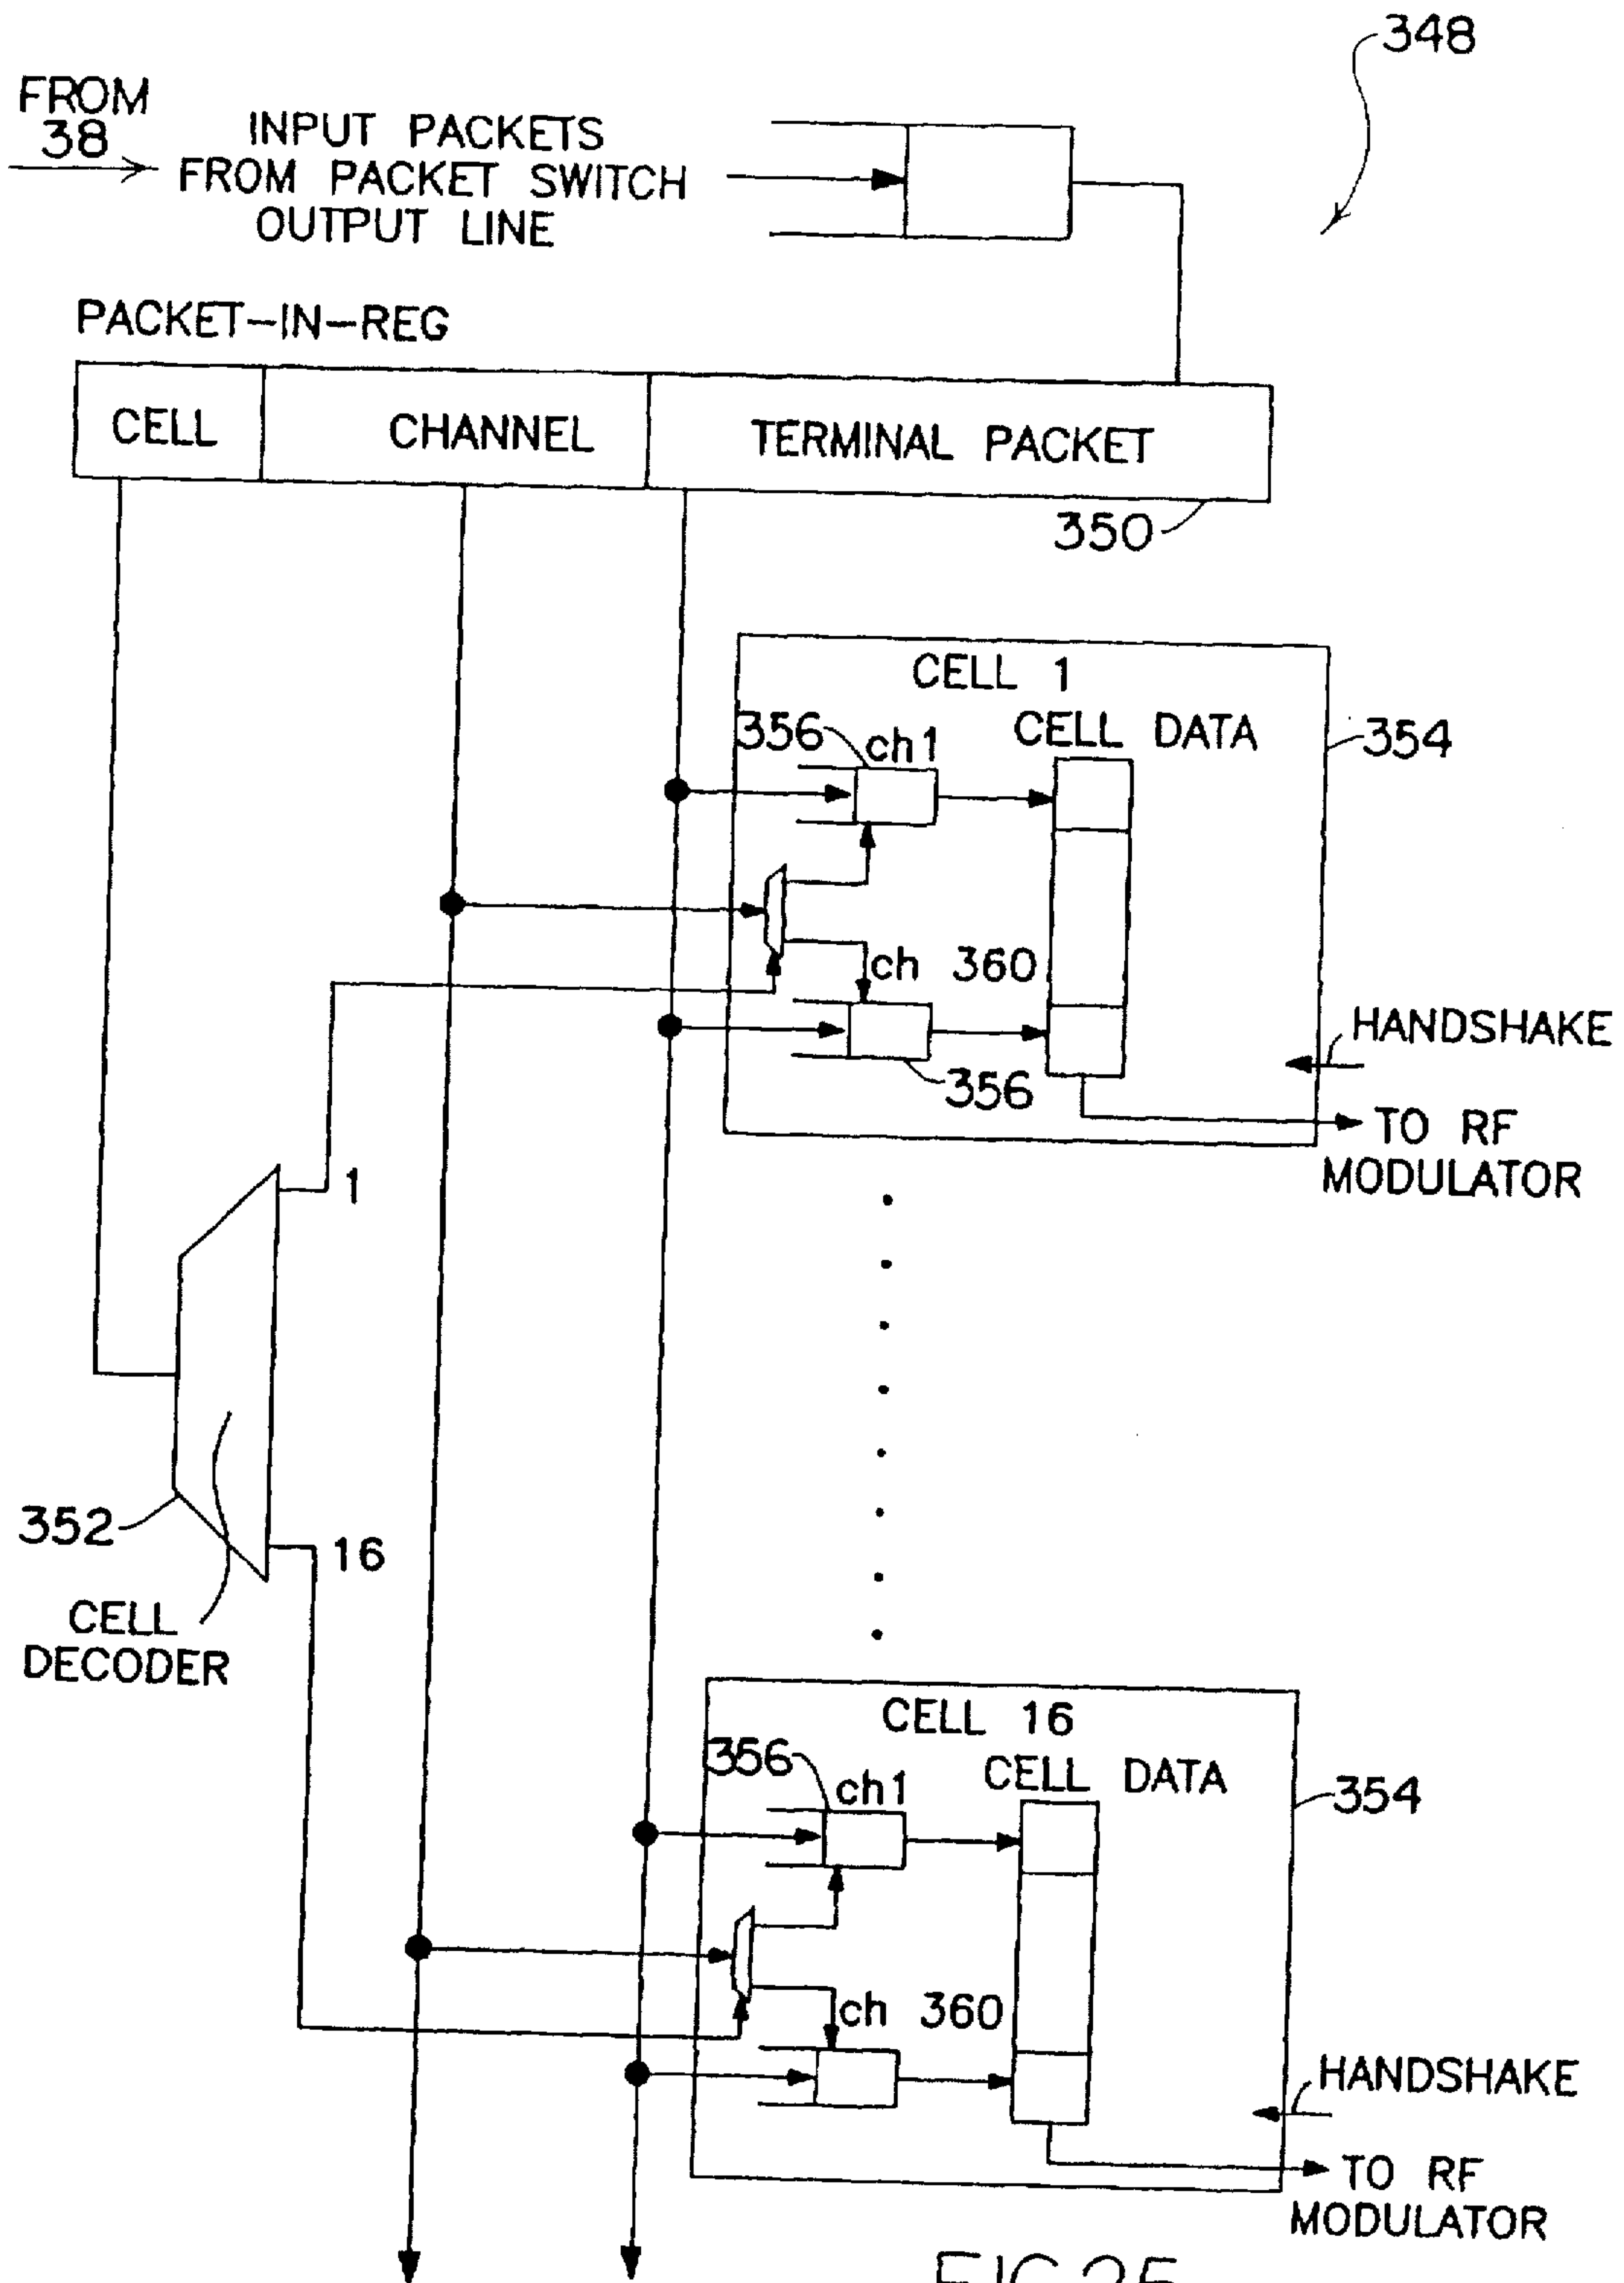 348
FROM
38
INPUT PACKETS
FROM PACKET SWITCH
OUTPUT LINE
PACKET-IN-REG
CELL
CHANNEL
TERMINAL PACKET
350
CELL 1
356
ch1
CELL DATA
354
ch 360
HANDSHAKE
356
TO RF
MODULATOR
1
352
16
CELL
DECODER
CELL 16
356
ch1
CELL DATA
354
ch 360
HANDSHAKE
TO RF
MODULATOR
FIG.25